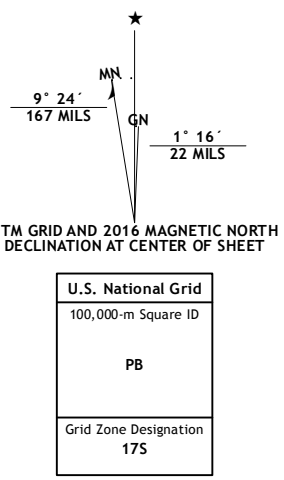 ★
MN
9° 24´
167 MILS
GN
1° 16´
22 MILS
TM GRID AND 2016 MAGNETIC NORTH
DECLINATION AT CENTER OF SHEET
U.S. National Grid
100,000-m Square ID
PB
Grid Zone Designation
17S